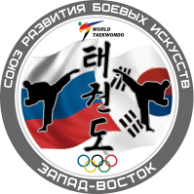 СОЮЗ РАЗВИТИЯ БОЕВЫХ ИСКУССТВ
WORLD
TAEKWONDO
태권도
ЗАПАД-ВОСТОК